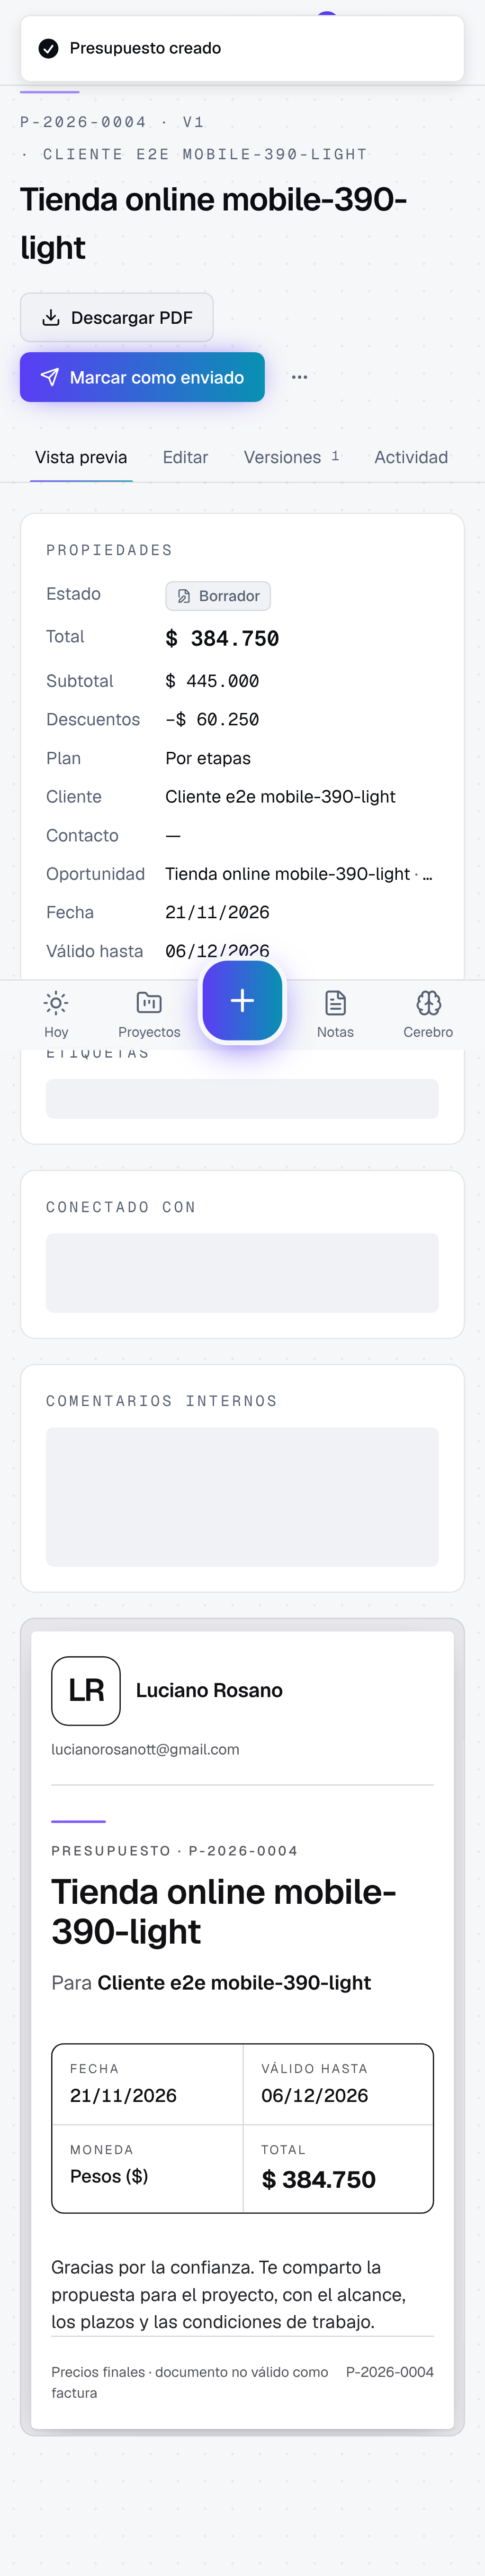 Presupuesto creado
P-2026-0004 · V1
· CLIENTE E2E MOBILE-390-LIGHT
Tienda online mobile-390-
light
Descargar PDF
Marcar como enviado
Vista previa Editar Versiones 1 Actividad
PROPIEDADES
Estado Borrador
Total $ 384.750
Subtotal $ 445.000
Descuentos −$ 60.250
Plan Por etapas
Cliente Cliente e2e mobile-390-light
Contacto —
Oportunidad Tienda online mobile-390-light · …
Fecha 21/11/2026
Válido hasta 06/12/2026
Hoy Proyectos Notas Cerebro
ETIQUETAS
CONECTADO CON
COMENTARIOS INTERNOS
LR Luciano Rosano
lucianorosanott@gmail.com
PRESUPUESTO · P-2026-0004
Tienda online mobile-
390-light
Para Cliente e2e mobile-390-light
FECHA VÁLIDO HASTA
21/11/2026 06/12/2026
MONEDA TOTAL
Pesos ($) $ 384.750
Gracias por la confianza. Te comparto la
propuesta para el proyecto, con el alcance,
los plazos y las condiciones de trabajo.
Precios finales · documento no válido como P-2026-0004
factura